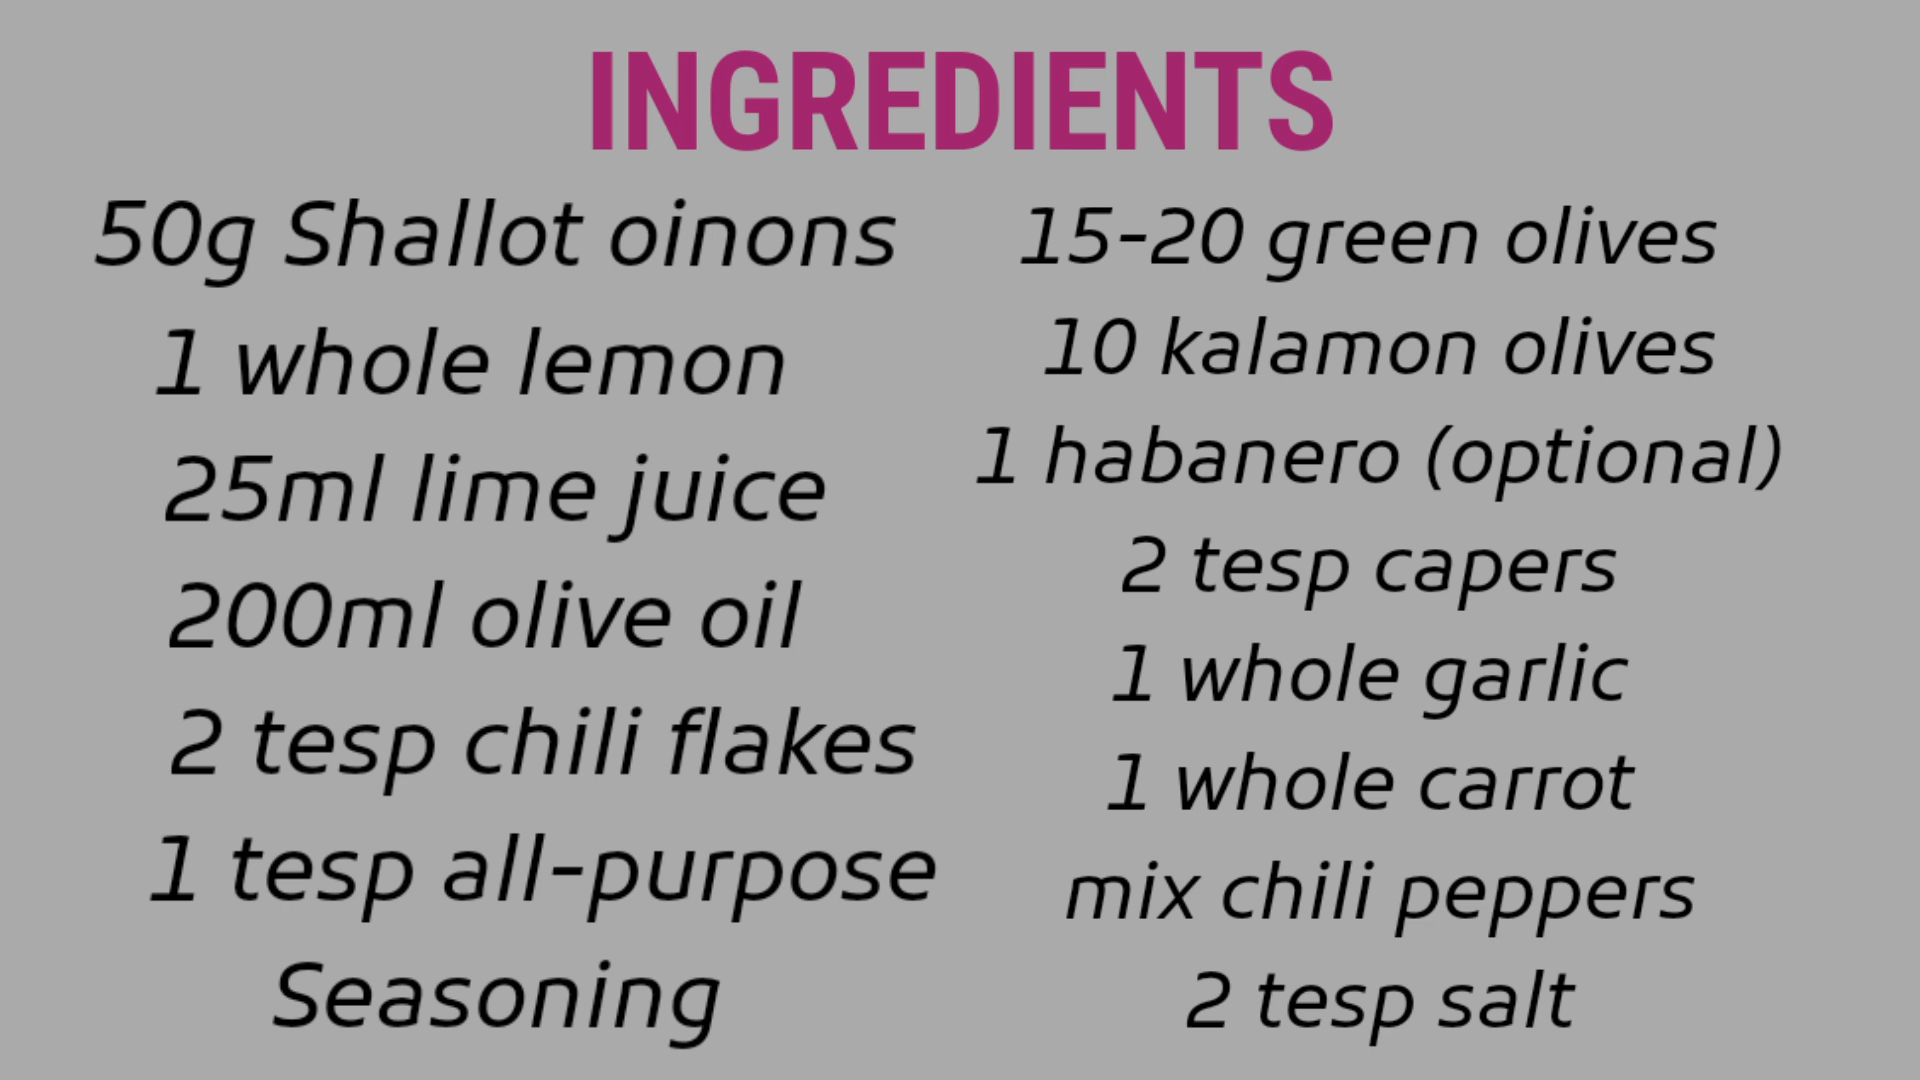 INGREDIENTS
50g Shallot oinons
1 whole lemon
25ml lime juice
200ml olive oil
2 tesp chili flakes
1 tesp all-purpose
Seasoning
15-20 green olives
10 kalamon olives
1 habanero (optional)
2 tesp capers
1 whole garlic
1 whole carrot
mix chili peppers
2 tesp salt